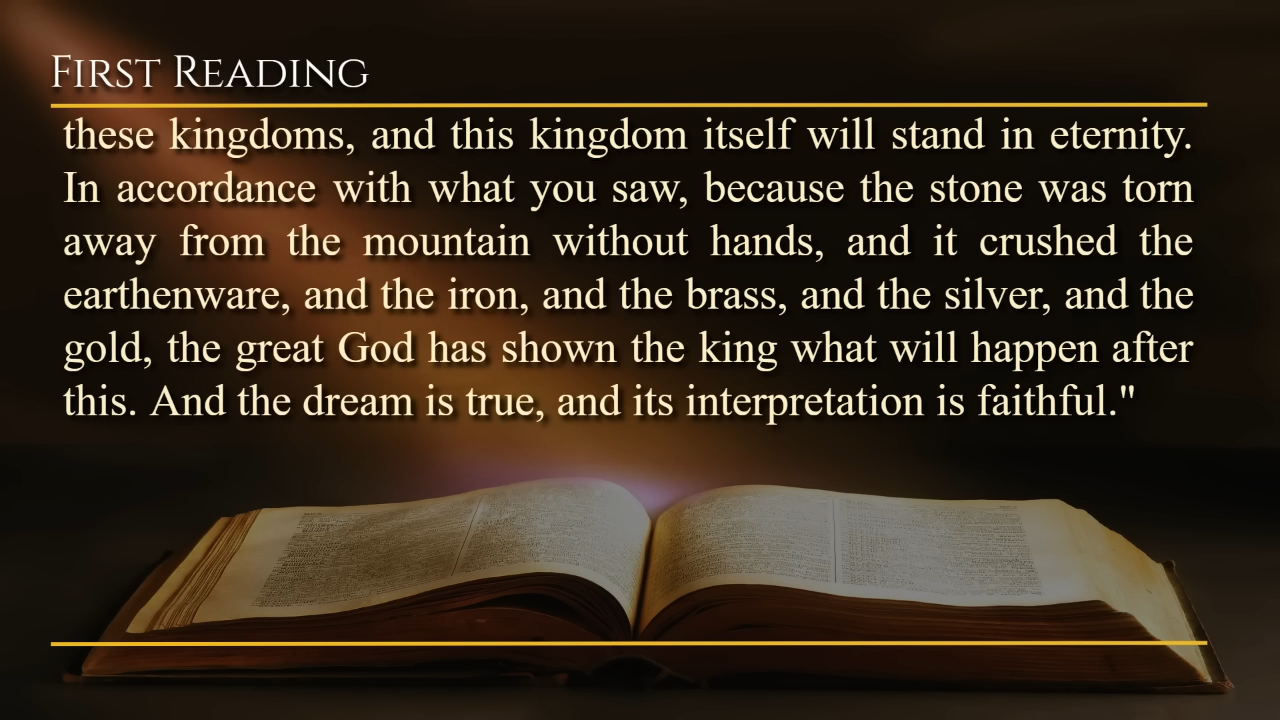 First Reading
these kingdoms, and this kingdom itself will stand in eternity.
In accordance with what you saw, because the stone was torn
away from the mountain without hands, and it crushed the
earthenware, and the iron, and the brass, and the silver, and the
gold, the great God has shown the king what will happen after
this. And the dream is true, and its interpretation is faithful."